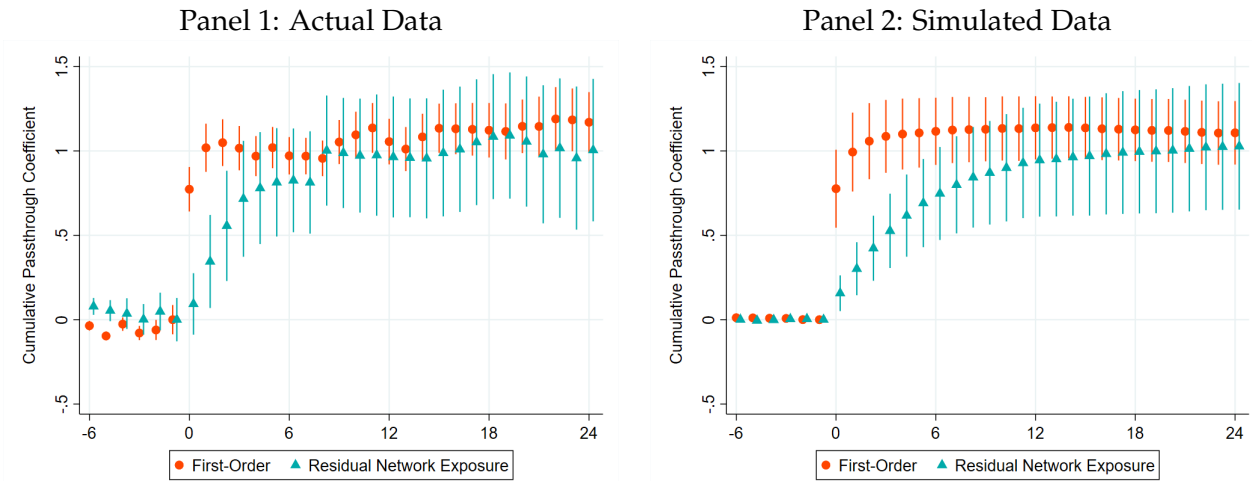 Panel 1: Actual Data
Cumulative Passthrough Coefficient
1.5
1
.5
0
-.5
-6 0 6 12 18 24
First-Order Residual Network Exposure
Panel 2: Simulated Data
Cumulative Passthrough Coefficient
1.5
1
.5
0
-.5
-6 0 6 12 18 24
First-Order Residual Network Exposure